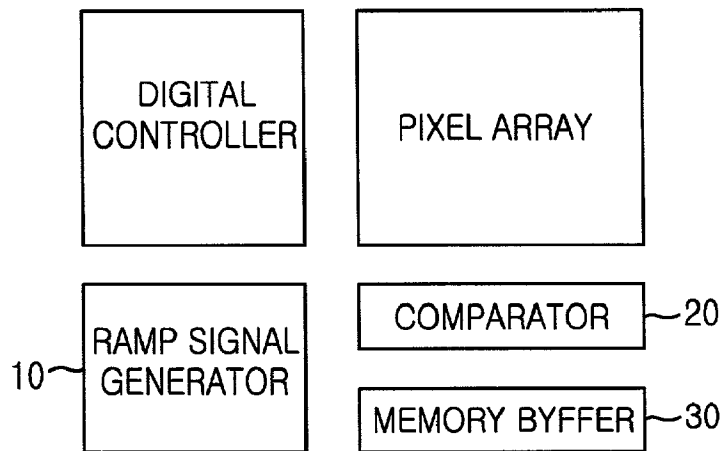 DIGITAL
CONTROLLER
PIXEL ARRAY
10
RAMP SIGNAL
GENERATOR
COMPARATOR
20
MEMORY BYFFER
30